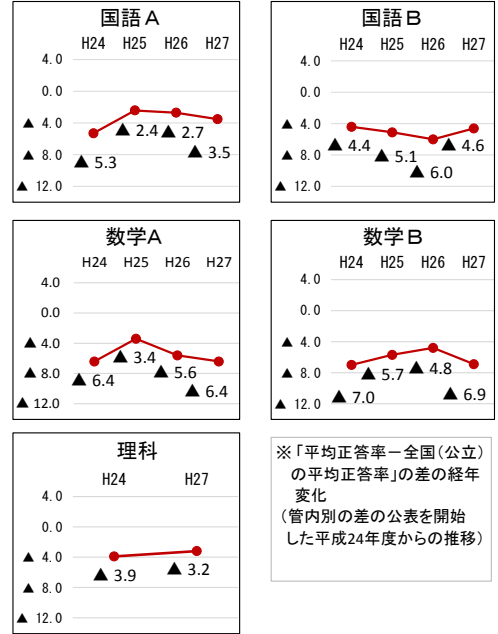 国語A
H24 H25 H26 H27
4.0
0.0
▲ 4.0
▲ 8.0
▲ 12.0
▲ 5.3
▲ 2.4
▲ 2.7
▲ 3.5
国語B
H24 H25 H26 H27
4.0
0.0
▲ 4.0
▲ 8.0
▲ 12.0
▲ 4.4
▲ 5.1
▲ 6.0
▲ 4.6
数学A
H24 H25 H26 H27
4.0
0.0
▲ 4.0
▲ 8.0
▲ 12.0
▲ 6.4
▲ 3.4
▲ 5.6
▲ 6.4
数学B
H24 H25 H26 H27
4.0
0.0
▲ 4.0
▲ 8.0
▲ 12.0
▲ 7.0
▲ 5.7
▲ 4.8
▲ 6.9
理科
H24 H27
4.0
0.0
▲ 4.0
▲ 8.0
▲ 12.0
▲ 3.9
▲ 3.2
※「平均正答率－全国(公立)
の平均正答率」の差の経年
変化
(管内別の差の公表を開始
した平成24年度からの推移)